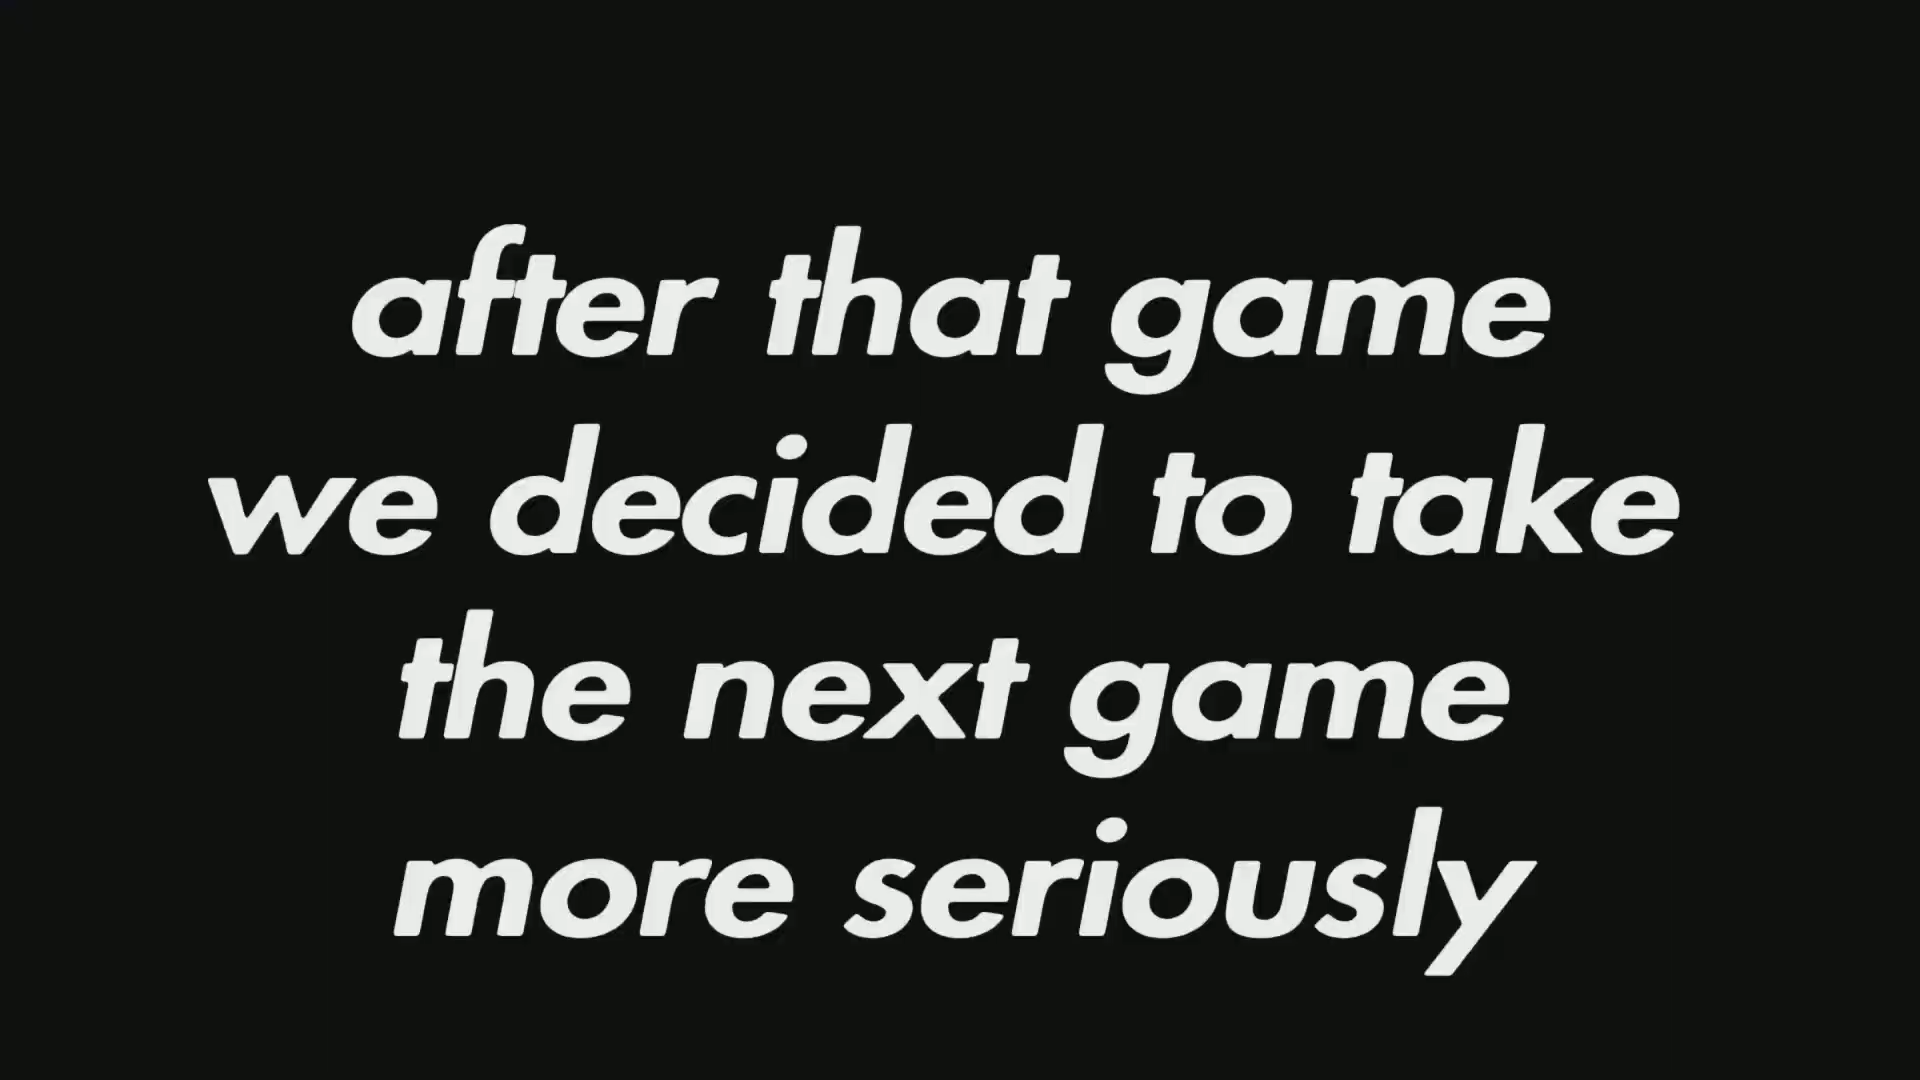 after that game
we decided to take
the next game
more seriously